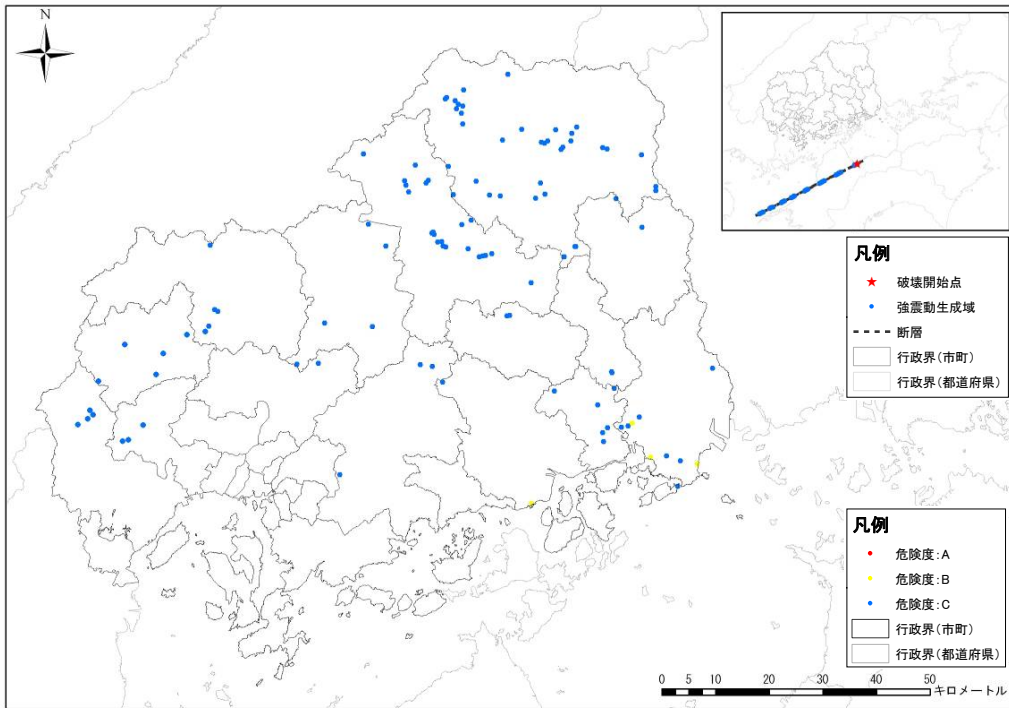 N
凡例
破壊開始点
強震動生成域
断層
行政界(市町)
行政界(都道府県)
凡例
危険度:A
危険度:B
危険度:C
行政界(市町)
行政界(都道府県)
0 5 10 20 30 40 50
キロメートル